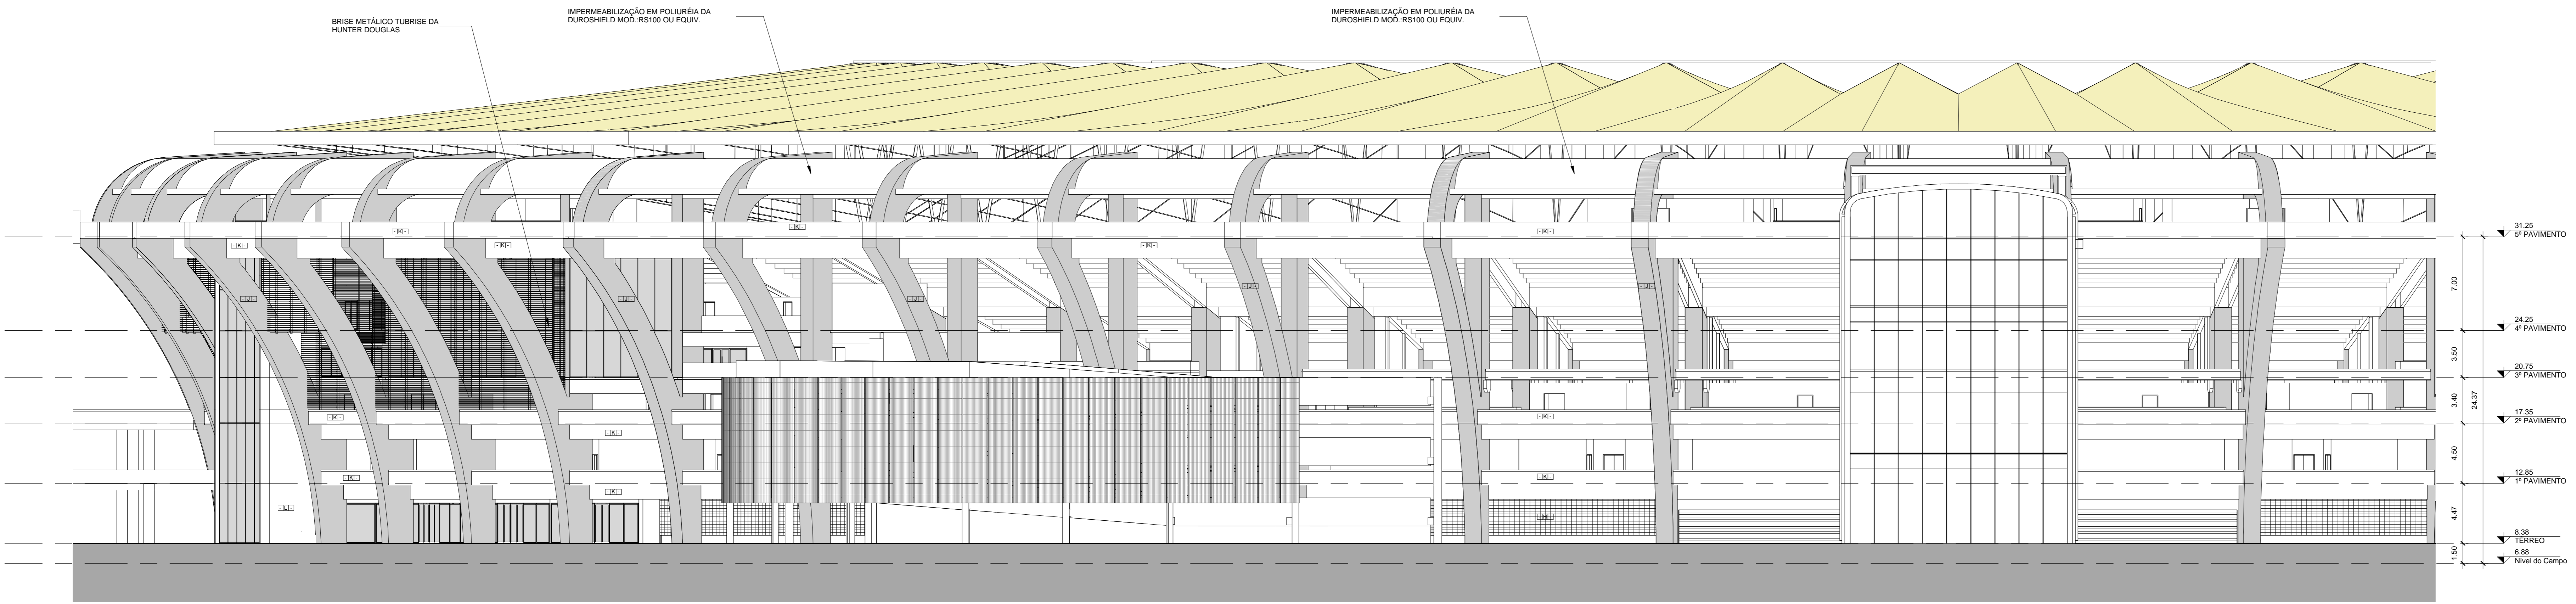 IMPERMEABILIZAÇÃO EM POLIURÉIA DA
DUROSHIELD MOD.:RS100 OU EQUIV.
IMPERMEABILIZAÇÃO EM POLIURÉIA DA
DUROSHIELD MOD.:RS100 OU EQUIV.
BRISE METÁLICO TUBRISE DA
HUNTER DOUGLAS
31.25
5º PAVIMENTO
7.00
24.25
4º PAVIMENTO
3.50
20.75
3º PAVIMENTO
3.40
24.37
17.35
2º PAVIMENTO
4.50
12.85
1º PAVIMENTO
4.47
8.38
TÉRREO
1.50
6.88
Nível do Campo